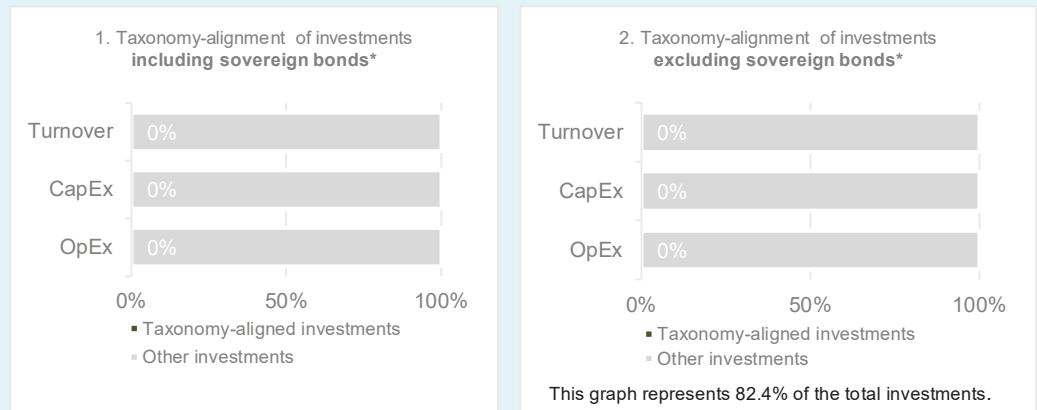 1. Taxonomy-alignment of investments
including sovereign bonds*
Turnover
0%
CapEx
0%
OpEx
0%
0%
50%
100%
Taxonomy-aligned investments
Other investments
2. Taxonomy-alignment of investments
excluding sovereign bonds*
Turnover
0%
CapEx
0%
OpEx
0%
0%
50%
100%
Taxonomy-aligned investments
Other investments
This graph represents 82.4% of the total investments.